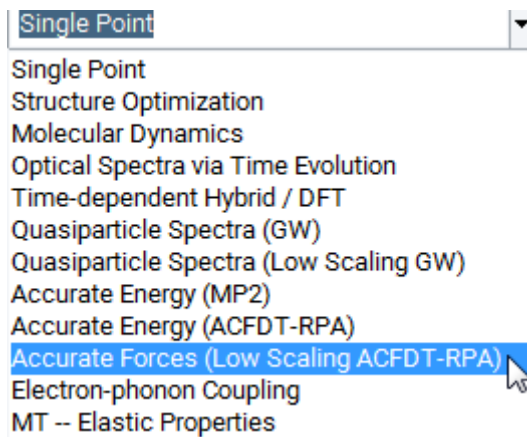 Single Point
Single Point
Structure Optimization
Molecular Dynamics
Optical Spectra via Time Evolution
Time-dependent Hybrid / DFT
Quasiparticle Spectra (GW)
Quasiparticle Spectra (Low Scaling GW)
Accurate Energy (MP2)
Accurate Energy (ACFDT-RPA)
Accurate Forces (Low Scaling ACFDT-RPA)
Electron-phonon Coupling
MT -- Elastic Properties